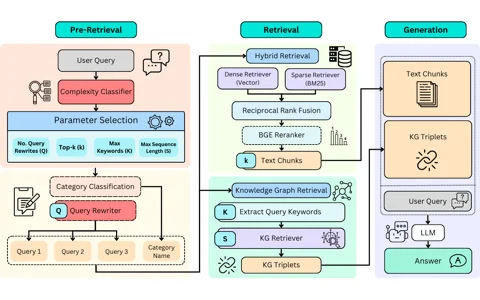 Pre-Retrieval
User Query
Complexity Classifier
Parameter Selection
No. Query
Rewrites (Q)
Top-k (k)
Max
Keywords (K)
Max Sequence
Length (S)
Category Classification
Q
Query Rewriter
Query 1
Query 2
Query 3
Category
Name
Retrieval
Hybrid Retrieval
Dense Retriever
(Vector)
Sparse Retriever
(BM25)
Reciprocal Rank Fusion
BGE Reranker
k
Text Chunks
Knowledge Graph Retrieval
K
Extract Query Keywords
S
KG Retriever
KG Triplets
Generation
Text Chunks
KG Triplets
User Query
LLM
Answer
A